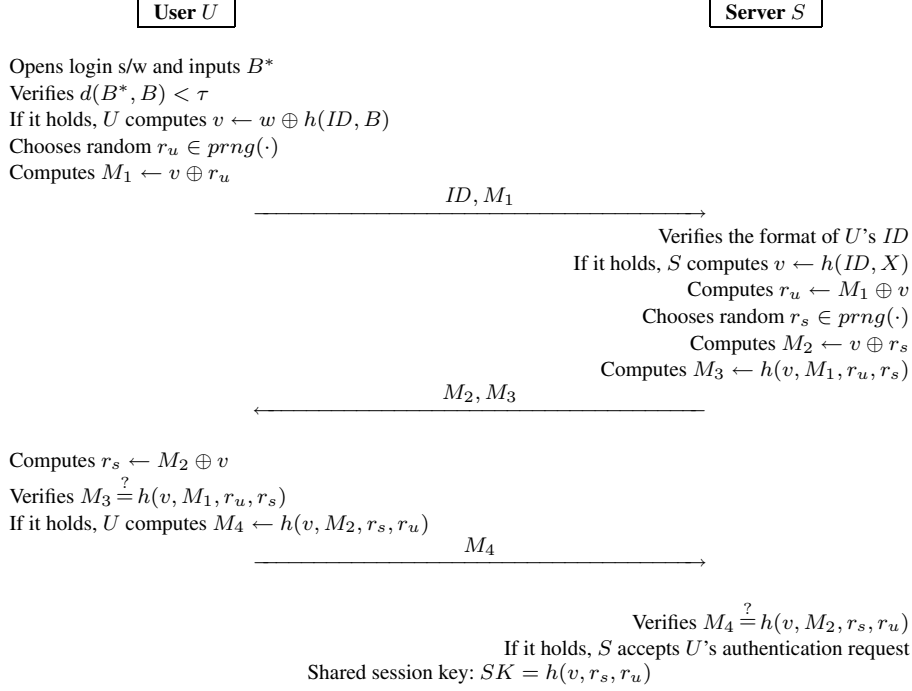 User U
Server S
Opens login s/w and inputs B*
Verifies d(B*, B) < τ
If it holds, U computes v ← w ⊕ h(ID, B)
Chooses random r_u ∈ prng(·)
Computes M_1 ← v ⊕ r_u
ID, M_1
Verifies the format of U's ID
If it holds, S computes v ← h(ID, X)
Computes r_u ← M_1 ⊕ v
Chooses random r_s ∈ prng(·)
Computes M_2 ← v ⊕ r_s
Computes M_3 ← h(v, M_1, r_u, r_s)
M_2, M_3
Computes r_s ← M_2 ⊕ v
Verifies M_3 ≟ h(v, M_1, r_u, r_s)
If it holds, U computes M_4 ← h(v, M_2, r_s, r_u)
M_4
Verifies M_4 ≟ h(v, M_2, r_s, r_u)
If it holds, S accepts U's authentication request
Shared session key: SK = h(v, r_s, r_u)